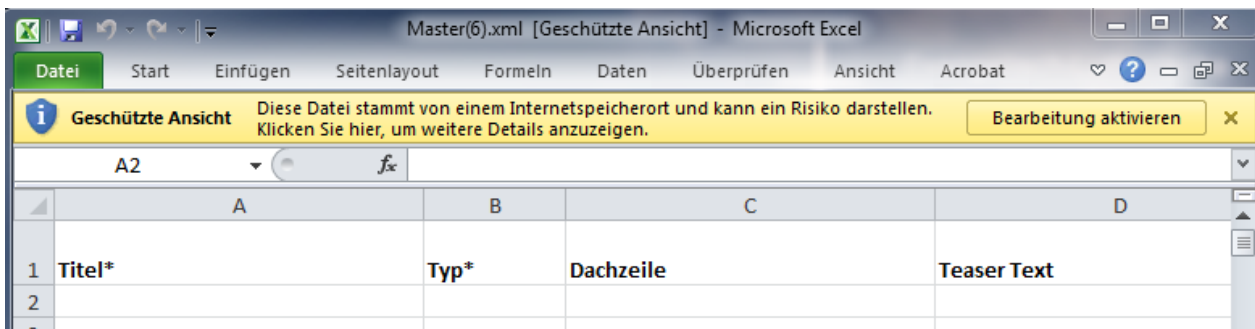 Master(6).xml [Geschützte Ansicht] - Microsoft Excel
Datei Start Einfügen Seitenlayout Formeln Daten Überprüfen Ansicht Acrobat
Geschützte Ansicht Diese Datei stammt von einem Internetspeicherort und kann ein Risiko darstellen.
Klicken Sie hier, um weitere Details anzuzeigen. Bearbeitung aktivieren
A2 fx
A B C D
1 Titel* Typ* Dachzeile Teaser Text
2